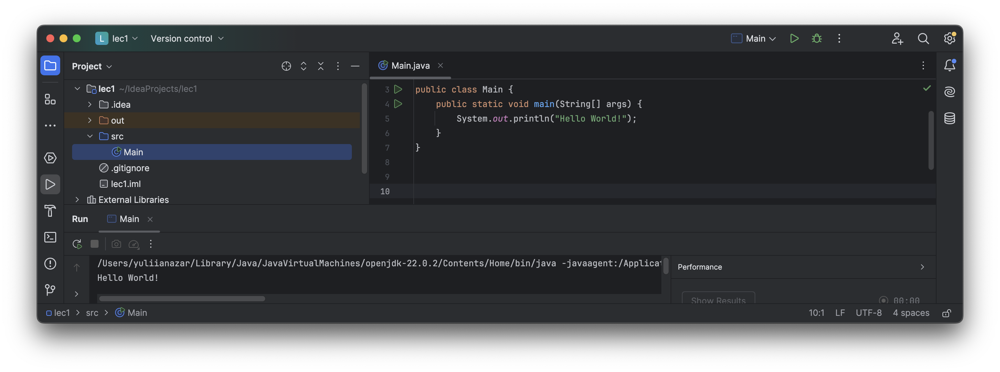 L lec1 Version control Main
Project
Main.java
lec1 ~/IdeaProjects/lec1
.idea
out
src
Main
.gitignore
lec1.iml
External Libraries
3 public class Main {
4 public static void main(String[] args) {
5 System.out.println("Hello World!");
6 }
7 }
8
9
10
Run Main
/Users/yuliianazar/Library/Java/JavaVirtualMachines/openjdk-22.0.2/Contents/Home/bin/java -javaagent:/Applicat
Hello World!
Performance
Show Results 00:00
lec1 > src > Main 10:1 LF UTF-8 4 spaces